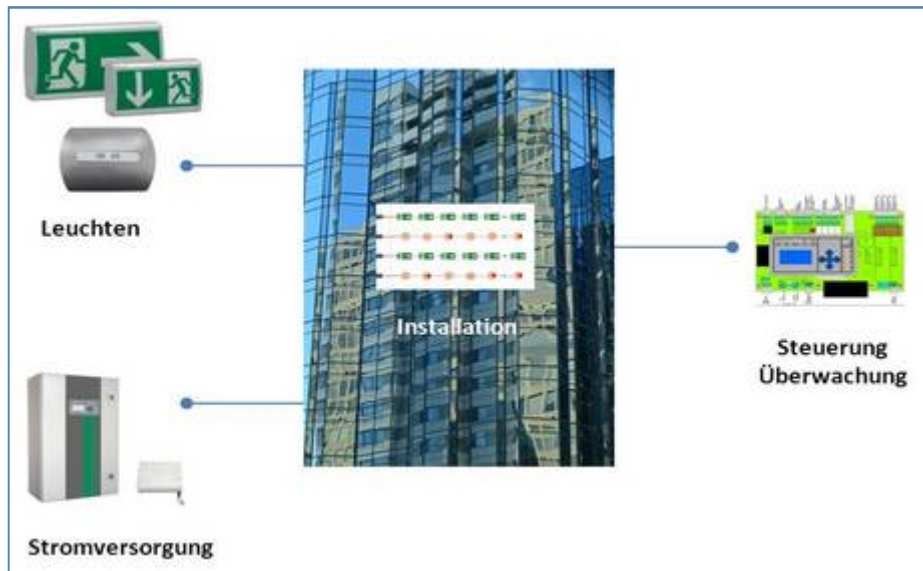 Leuchten
Installation
Steuerung
Überwachung
Stromversorgung